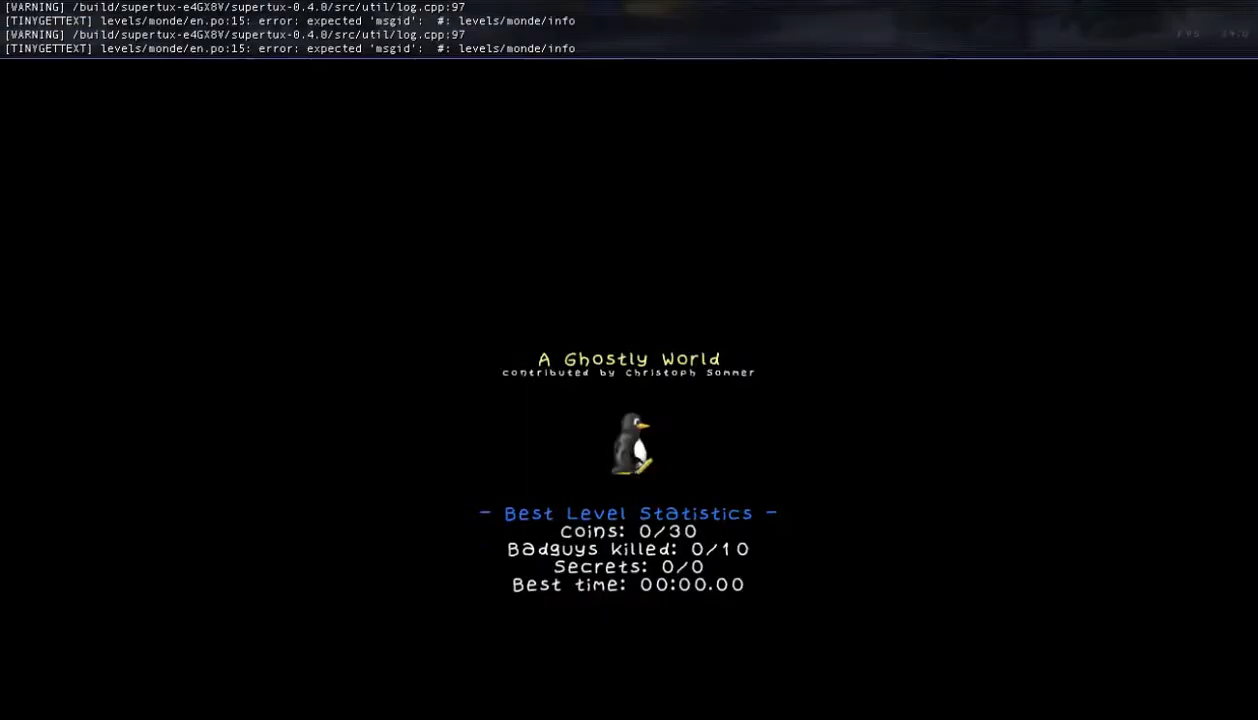 [WARNING] /build/supertux-e4GX8V/supertux-0.4.0/src/util/log.cpp:97
[TINYGETTEXT] levels/monde/en.po:15: error: expected 'msgid':  #: levels/monde/info
[WARNING] /build/supertux-e4GX8V/supertux-0.4.0/src/util/log.cpp:97
[TINYGETTEXT] levels/monde/en.po:15: error: expected 'msgid':  #: levels/monde/info
FPS
A Ghostly World
contributed by Christoph Sommer
- Best Level Statistics -
Coins: 0/30
Badguys killed: 0/10
Secrets: 0/0
Best time: 00:00.00